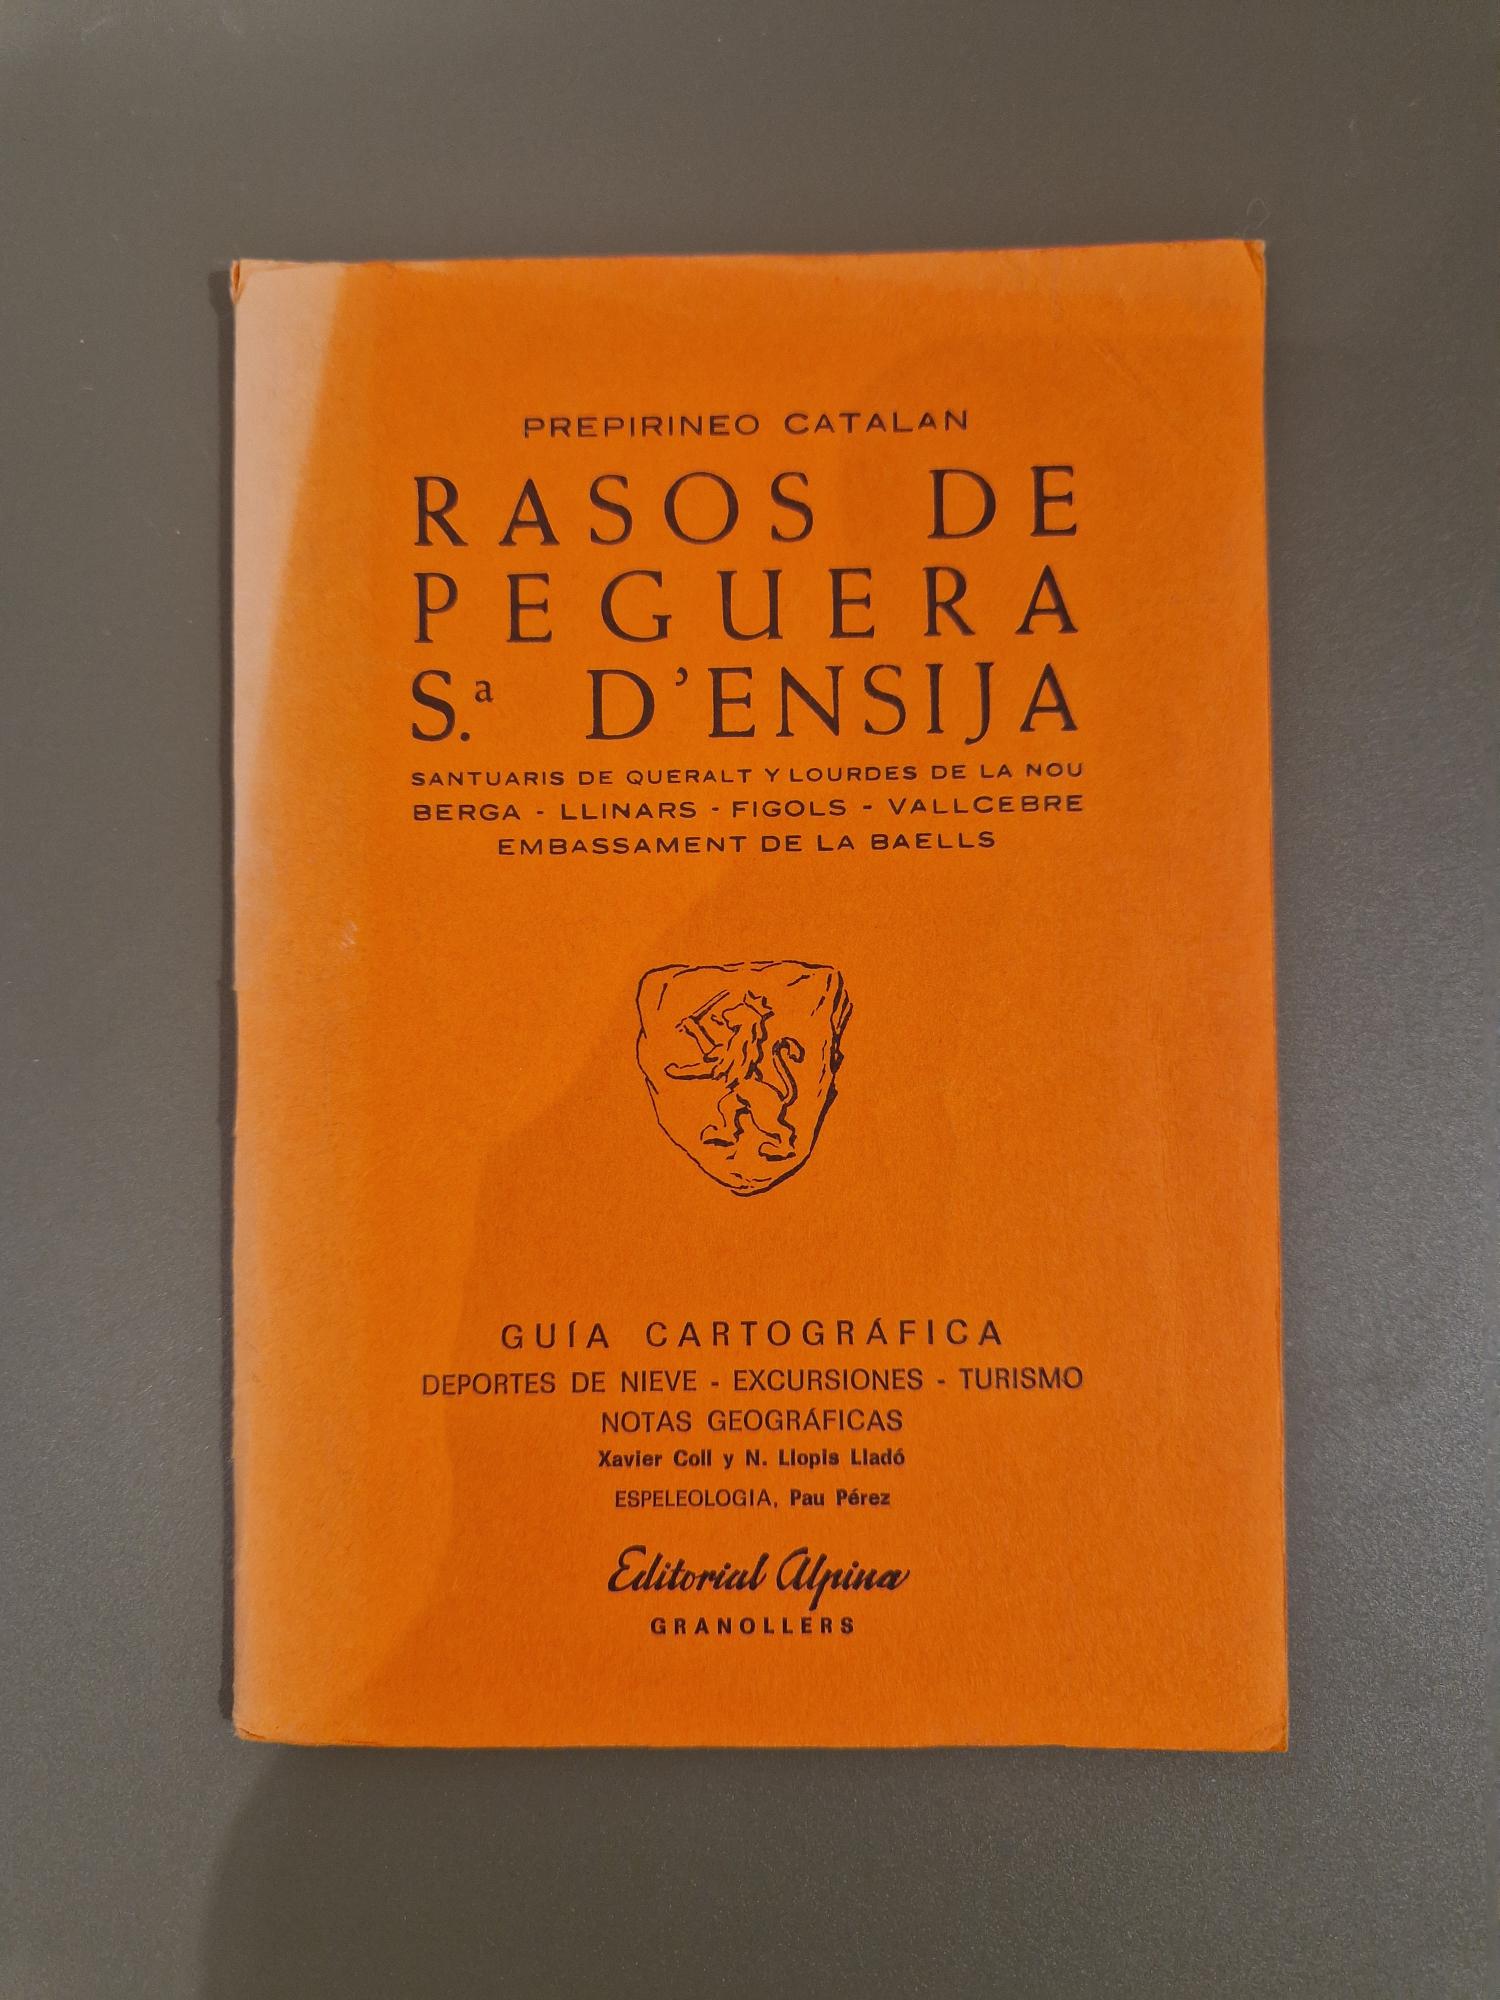 PREPIRINEO CATALAN
RASOS DE
PEGUERA
S.ª D'ENSIJA
SANTUARIS DE QUERALT Y LOURDES DE LA NOU
BERGA - LLINARS - FIGOLS - VALLCEBRE
EMBASSAMENT DE LA BAELLS
GUÍA CARTOGRÁFICA
DEPORTES DE NIEVE - EXCURSIONES - TURISMO
NOTAS GEOGRÁFICAS
Xavier Coll y N. Llopis Lladó
ESPELEOLOGIA, Pau Pérez
Editorial Alpina
GRANOLLERS